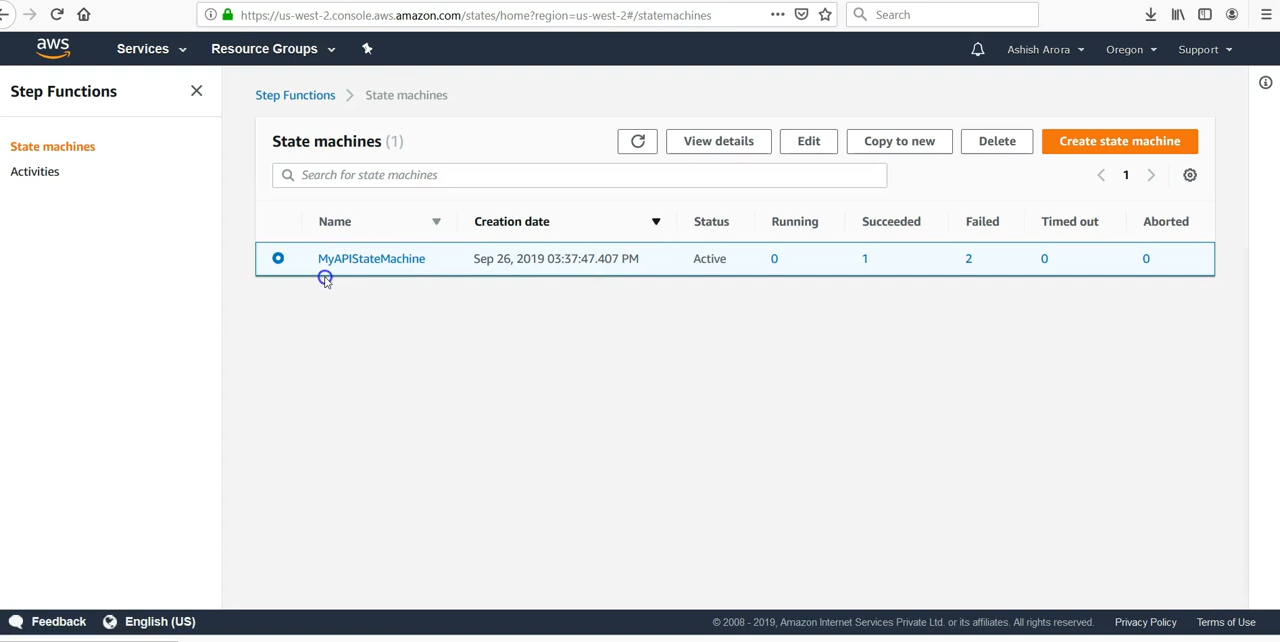 https://us-west-2.console.aws.amazon.com/states/home?region=us-west-2#/statemachines
Search
aws
Services
Resource Groups
Ashish Arora
Oregon
Support
Step Functions
State machines
Activities
Step Functions
State machines
State machines (1)
View details
Edit
Copy to new
Delete
Create state machine
Search for state machines
1
Name
Creation date
Status
Running
Succeeded
Failed
Timed out
Aborted
MyAPIStateMachine
Sep 26, 2019 03:37:47.407 PM
Active
0
1
2
0
0
Feedback
English (US)
© 2008 - 2019, Amazon Internet Services Private Ltd. or its affiliates. All rights reserved.
Privacy Policy
Terms of Use